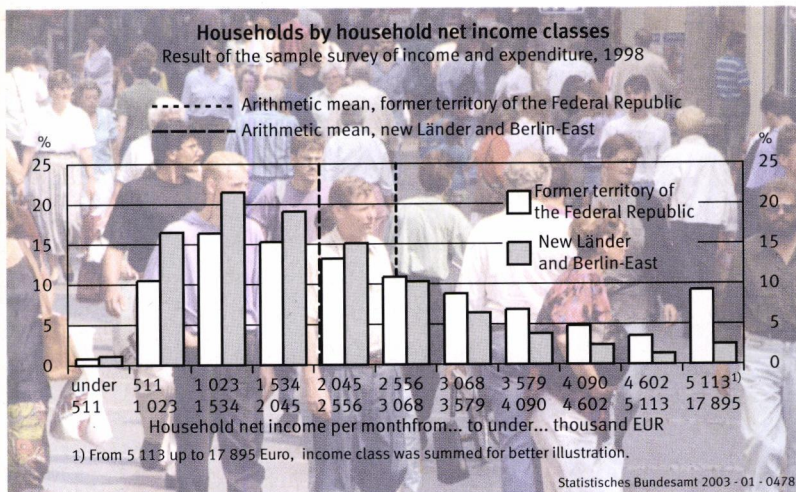 Households by household net income classes
Result of the sample survey of income and expenditure, 1998
Arithmetic mean, former territory of the Federal Republic
Arithmetic mean, new Länder and Berlin-East
% %
25 25
20 20
15 15
10 10
5 5
0 0
Former territory of
the Federal Republic
New Länder
and Berlin-East
under 511 1 023 1 534 2 045 2 556 3 068 3 579 4 090 4 602 5 113 1)
511 1 023 1 534 2 045 2 556 3 068 3 579 4 090 4 602 5 113 17 895
Household net income per monthfrom... to under... thousand EUR
1) From 5 113 up to 17 895 Euro, income class was summed for better illustration.
Statistisches Bundesamt 2003 - 01 - 0478